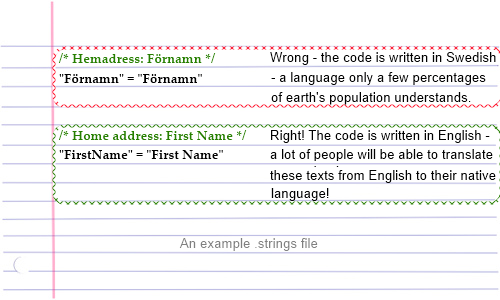 /* Hemadress: Förnamn */
"Förnamn" = "Förnamn"
Wrong - the code is written in Swedish
- a language only a few percentages
of earth's population understands.
/* Home address: First Name */
"FirstName" = "First Name"
Right! The code is written in English -
a lot of people will be able to translate
these texts from English to their native
language!
An example .strings file